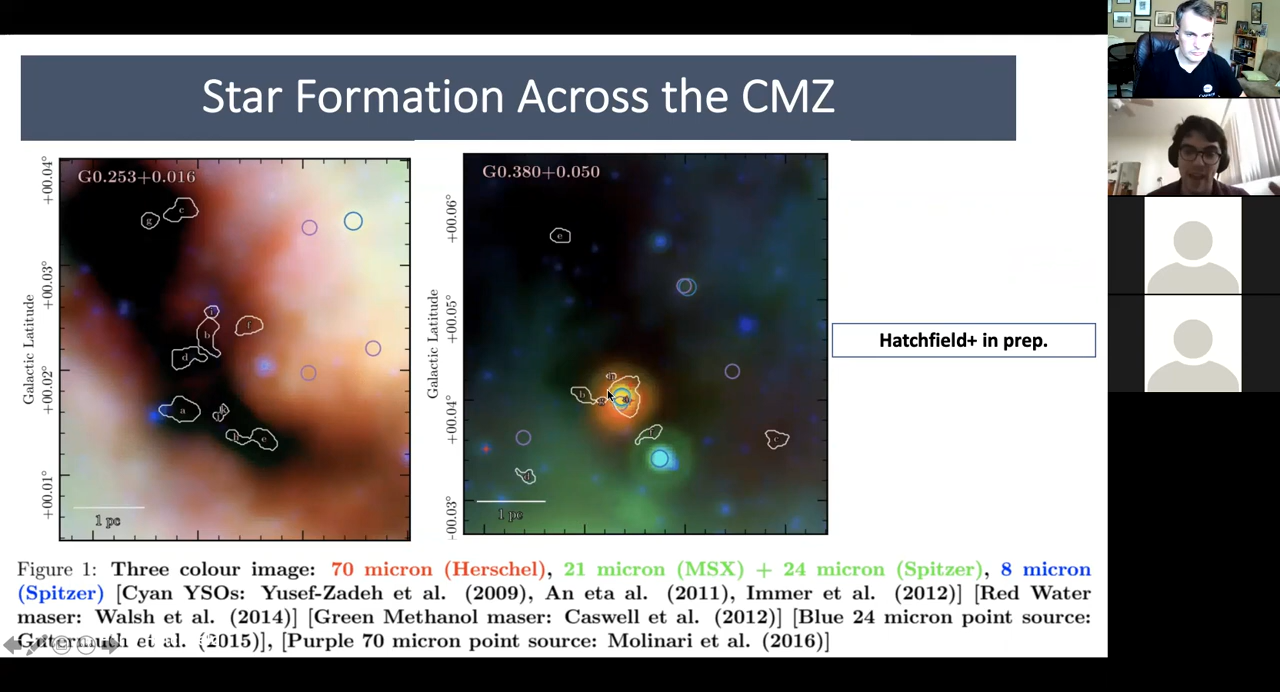 Star Formation Across the CMZ
G0.253+0.016
g
c
i
f
b
d
a
h
e
+00.04°
+00.03°
+00.02°
+00.01°
Galactic Latitude
1 pc
G0.380+0.050
e
b
a
c
d
+00.06°
+00.05°
+00.04°
+00.03°
Galactic Latitude
1 pc
Hatchfield+ in prep.
Figure 1: Three colour image: 70 micron (Herschel), 21 micron (MSX) + 24 micron (Spitzer), 8 micron
(Spitzer) [Cyan YSOs: Yusef-Zadeh et al. (2009), An eta al. (2011), Immer et al. (2012)] [Red Water
maser: Walsh et al. (2014)] [Green Methanol maser: Caswell et al. (2012)] [Blue 24 micron point source:
et al. (2015)], [Purple 70 micron point source: Molinari et al. (2016)]